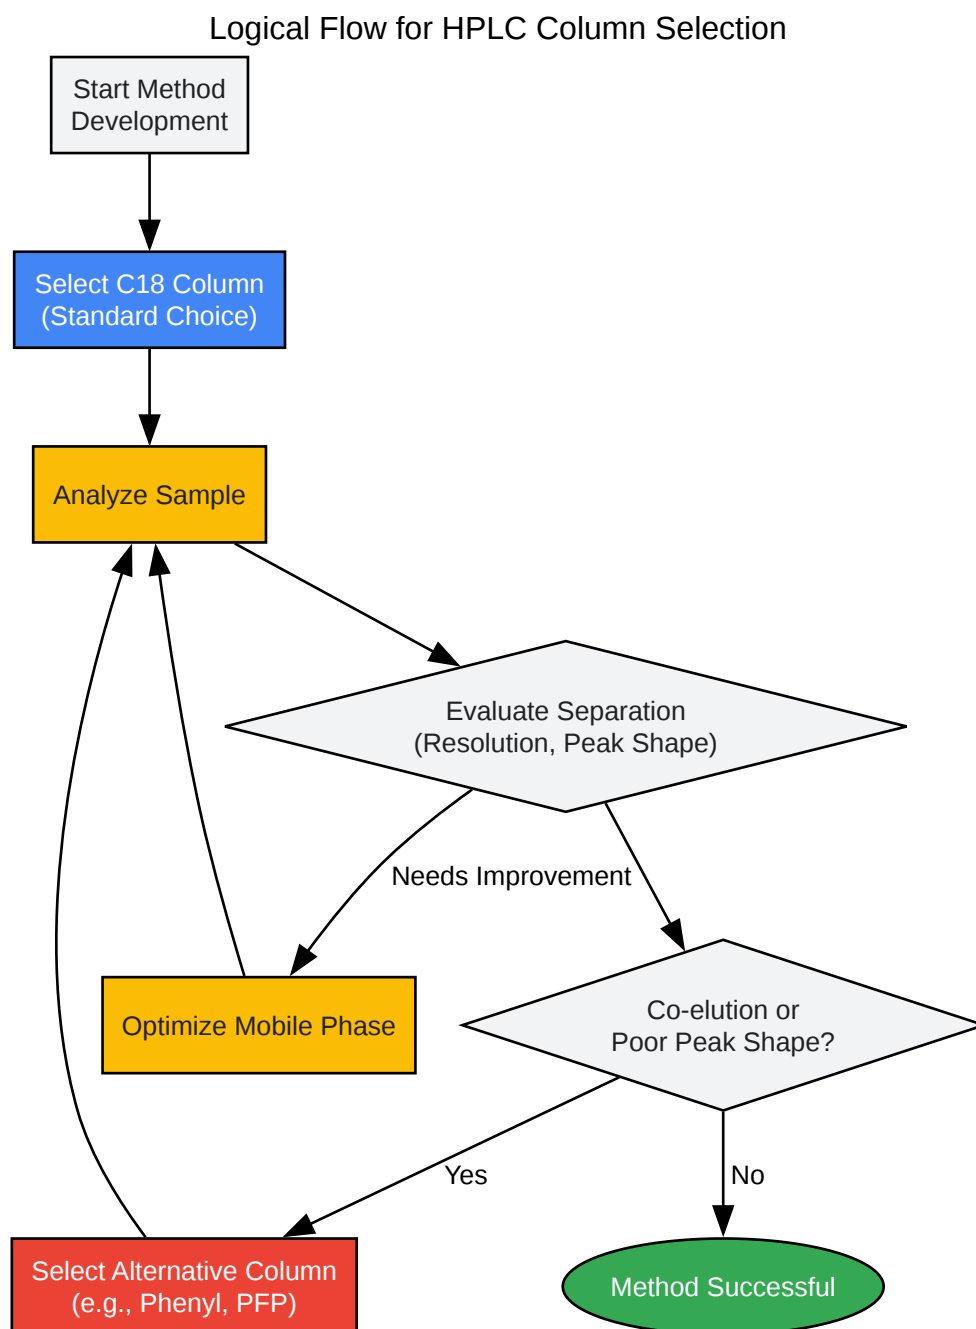 Logical Flow for HPLC Column Selection
Start Method
Development
Select C18 Column
(Standard Choice)
Analyze Sample
Evaluate Separation
(Resolution, Peak Shape)
Needs Improvement
Optimize Mobile Phase
Co-elution or
Poor Peak Shape?
Yes
No
Select Alternative Column
(e.g., Phenyl, PFP)
Method Successful